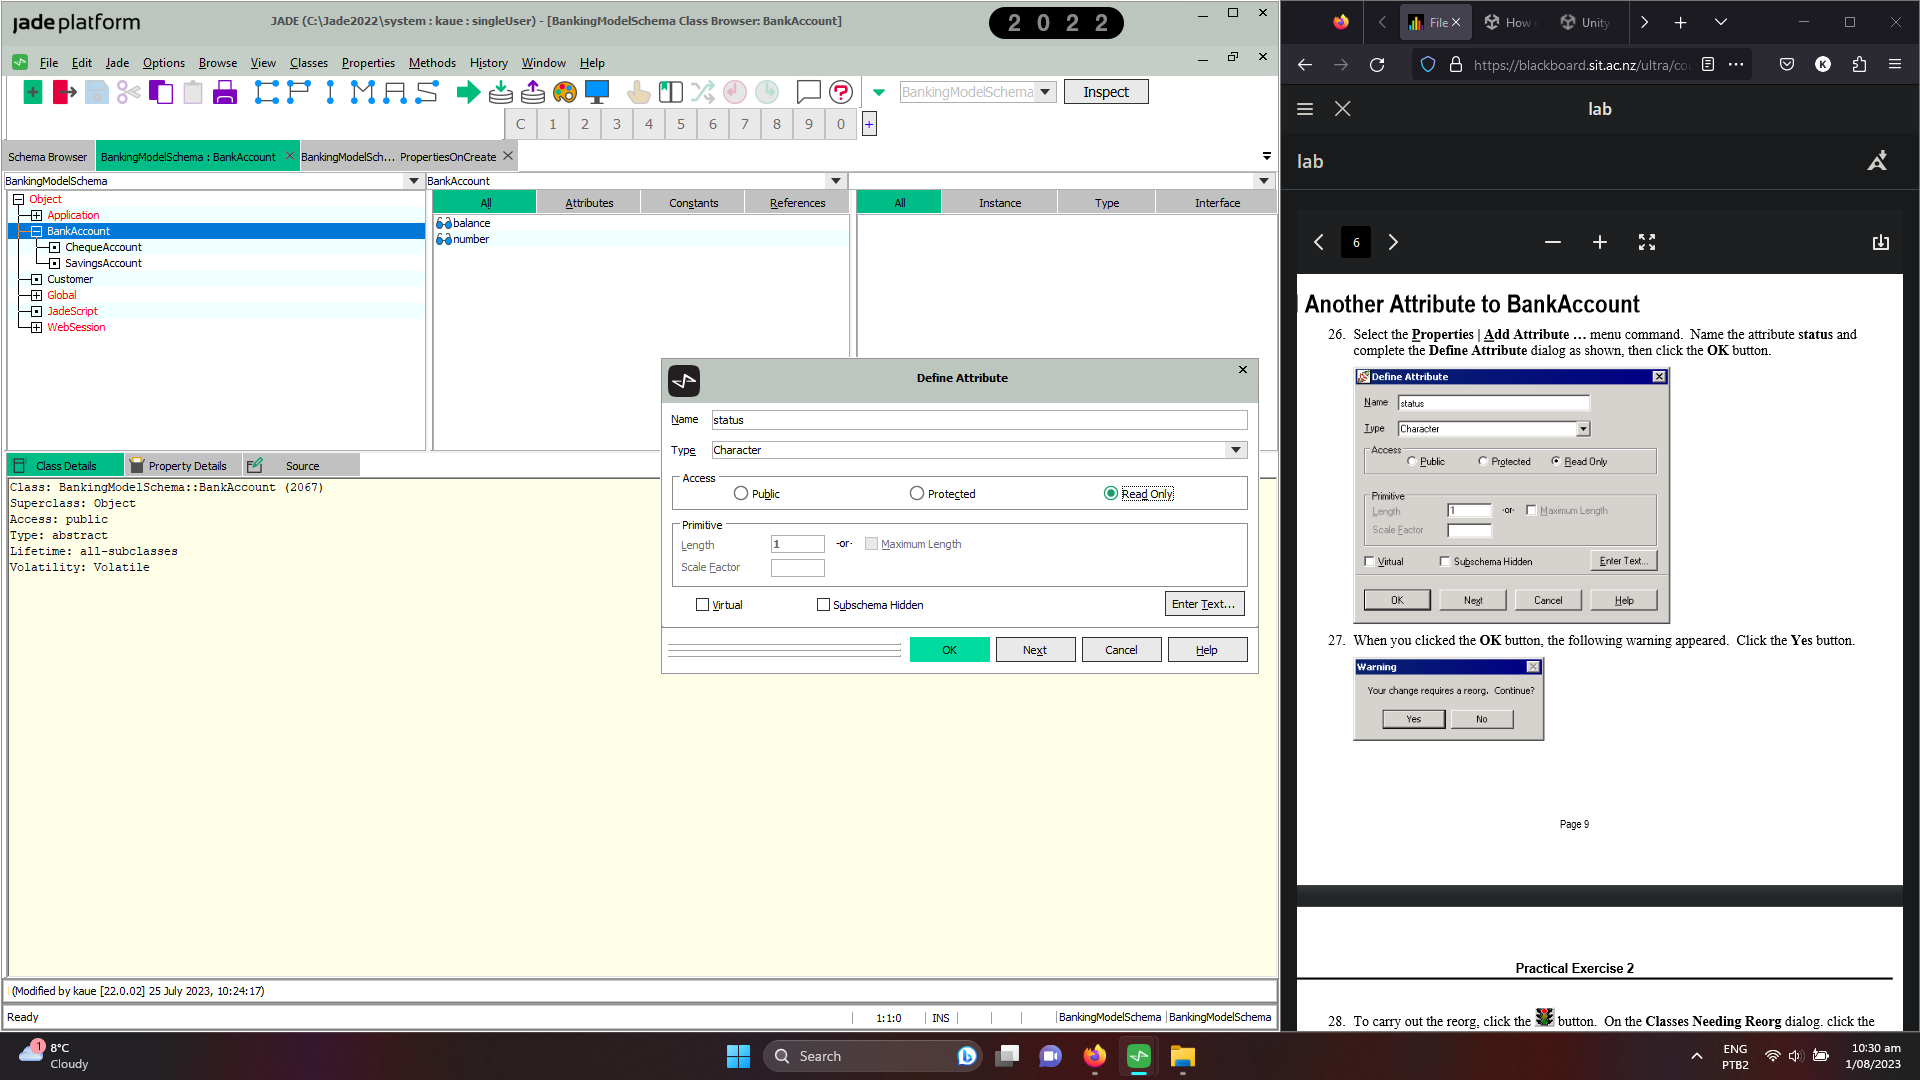 jadeplatform
JADE (C:\Jade2022\system : kaue : singleUser) - [BankingModelSchema Class Browser: BankAccount]
2 0 2 2
File Edit Jade Options Browse View Classes Properties Methods History Window Help
BankingModelSchema
Inspect
C 1 2 3 4 5 6 7 8 9 0 +
Schema Browser
BankingModelSchema : BankAccount
BankingModelSch... PropertiesOnCreate
BankingModelSchema
BankAccount
Object
Application
BankAccount
ChequeAccount
SavingsAccount
Customer
Global
JadeScript
WebSession
All Attributes Constants References
balance
number
All Instance Type Interface
Class Details Property Details Source
Class: BankingModelSchema::BankAccount (2067)
Superclass: Object
Access: public
Type: abstract
Lifetime: all-subclasses
Volatility: Volatile
Define Attribute
Name status
Type Character
Access
Public Protected Read Only
Primitive
Length 1 -or- Maximum Length
Scale Factor
Virtual Subschema Hidden Enter Text...
OK Next Cancel Help
(Modified by kaue [22.0.02] 25 July 2023, 10:24:17)
Ready
1:1:0 INS BankingModelSchema BankingModelSchema
File How Unity
https://blackboard.sit.ac.nz/ultra/co
K
lab
lab
6
Another Attribute to BankAccount
26. Select the Properties | Add Attribute … menu command. Name the attribute status and
complete the Define Attribute dialog as shown, then click the OK button.
Define Attribute
Name status
Type Character
Access
Public Protected Read Only
Primitive
Length 1 -or- Maximum Length
Scale Factor
Virtual Subschema Hidden Enter Text...
OK Next Cancel Help
27. When you clicked the OK button, the following warning appeared. Click the Yes button.
Warning
Your change requires a reorg. Continue?
Yes No
Page 9
Practical Exercise 2
28. To carry out the reorg, click the button. On the Classes Needing Reorg dialog, click the
1
8°C
Cloudy
Search
ENG
PTB2
10:30 am
1/08/2023